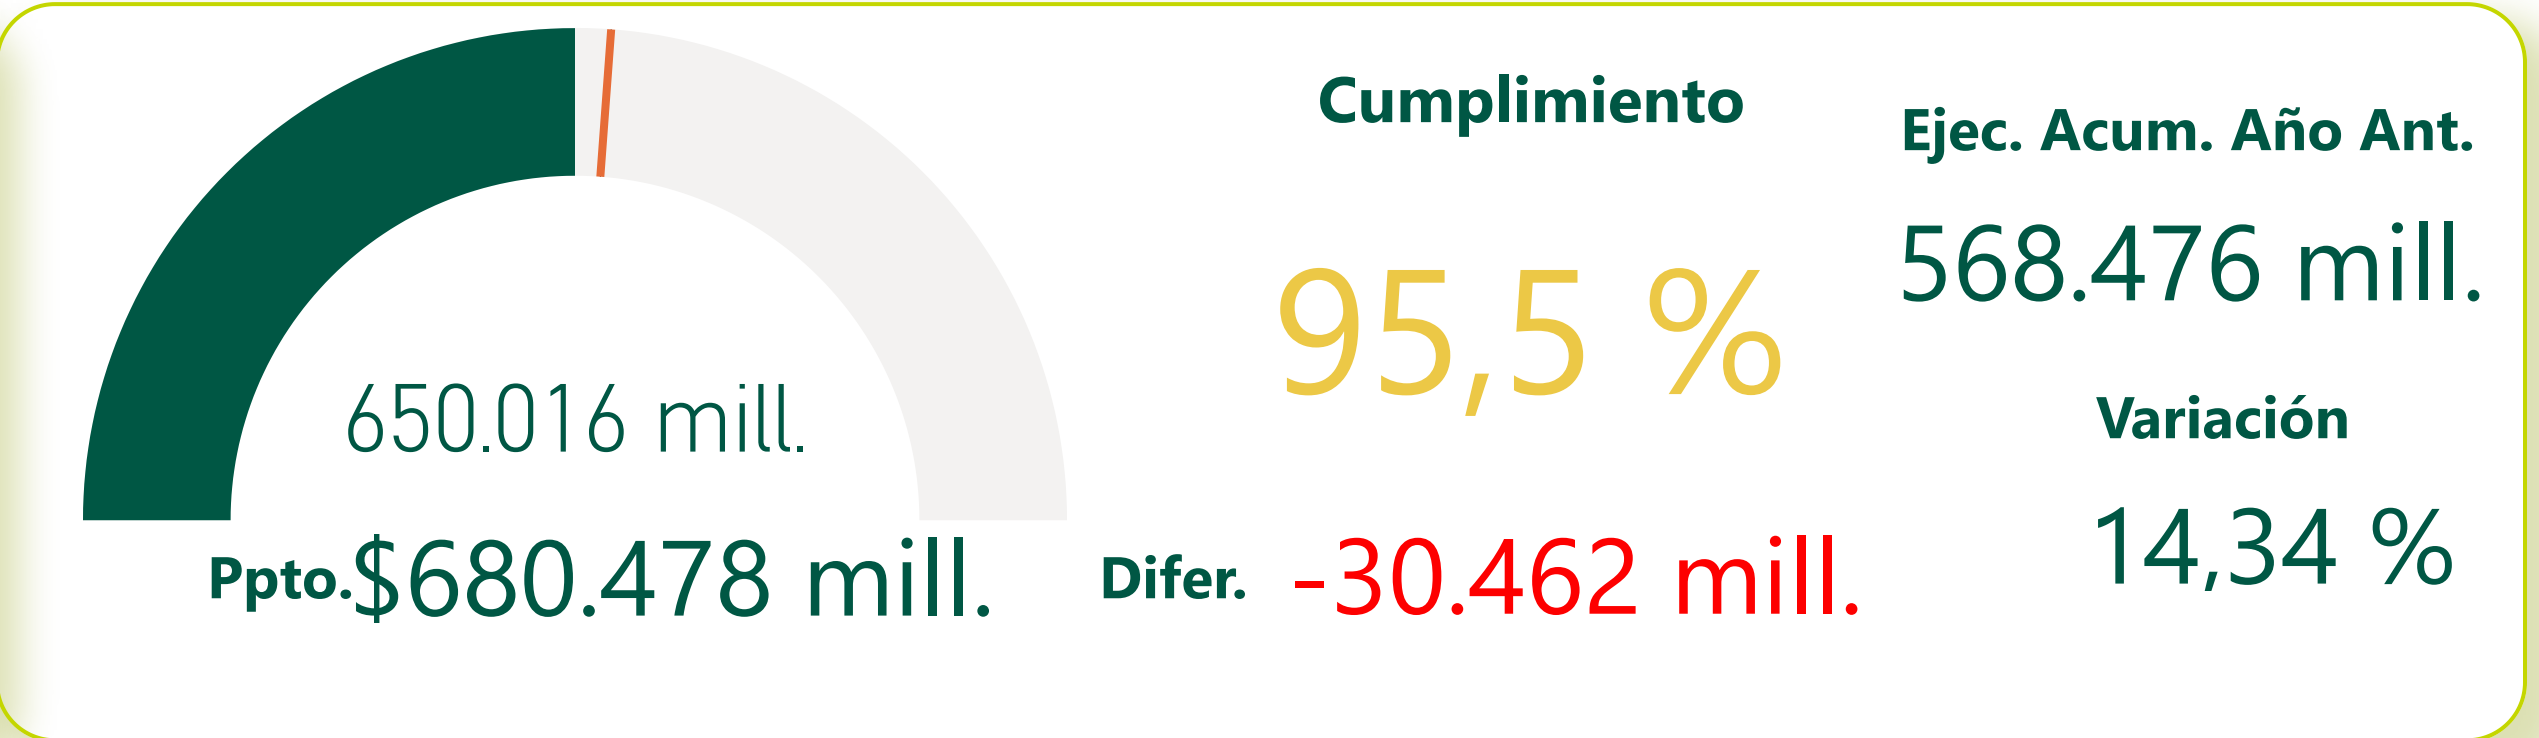 650.016 mill.
Ppto.$680.478 mill.
Cumplimiento
95,5 %
Difer. -30.462 mill.
Ejec. Acum. Año Ant.
568.476 mill.
Variación
14,34 %